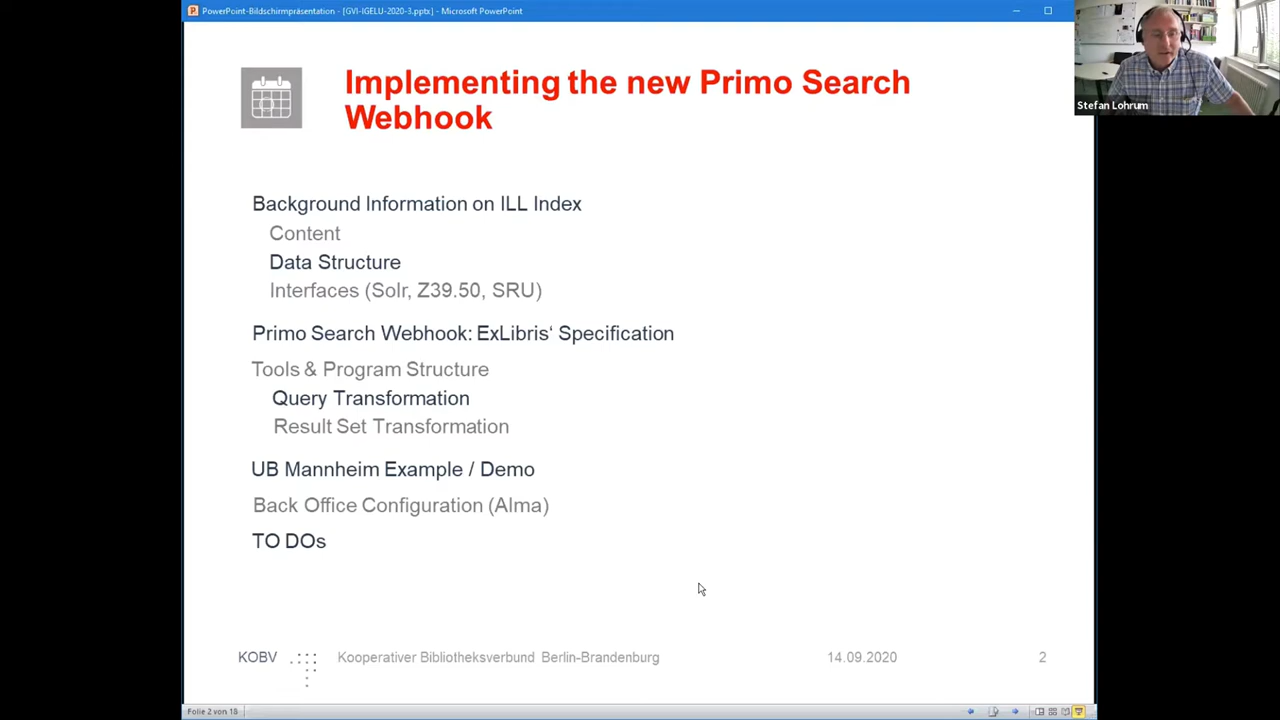 PowerPoint-Bildschirmpräsentation - [GVI-IGELU-2020-3.pptx] - Microsoft PowerPoint
Implementing the new Primo Search
Webhook
Stefan Lohrum
Background Information on ILL Index
Content
Data Structure
Interfaces (Solr, Z39.50, SRU)
Primo Search Webhook: ExLibris‘ Specification
Tools & Program Structure
Query Transformation
Result Set Transformation
UB Mannheim Example / Demo
Back Office Configuration (Alma)
TO DOs
KOBV Kooperativer Bibliotheksverbund Berlin-Brandenburg 14.09.2020 2
Folie 2 von 18